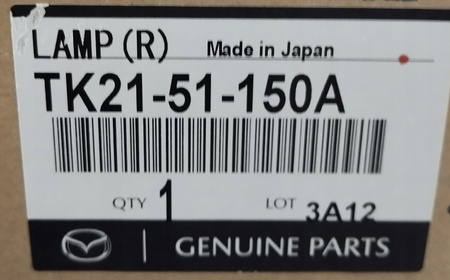 LAMP (R) Made in Japan
TK21-51-150A
QTY 1 LOT 3A12
GENUINE PARTS